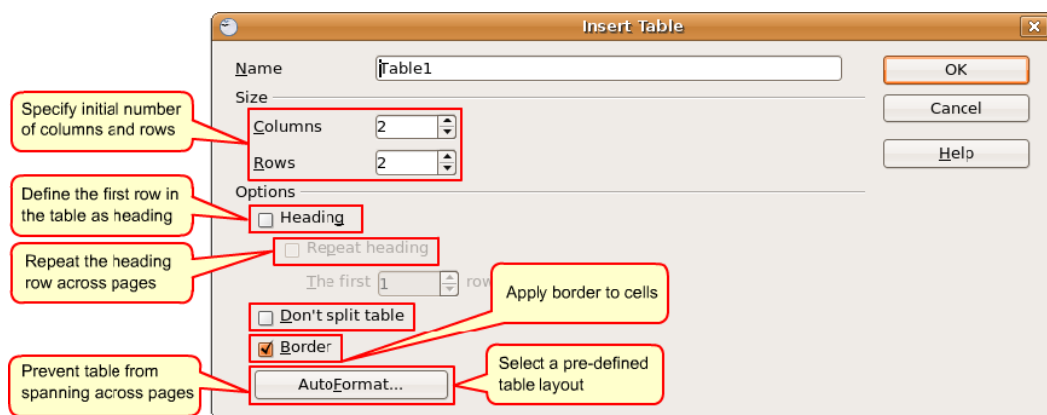 Insert Table
Name
Table1
OK
Size
Cancel
Specify initial number
of columns and rows
Columns
2
Rows
2
Help
Options
Define the first row in
the table as heading
Heading
Repeat the heading
row across pages
Repeat heading
The first 1 row
Apply border to cells
Don't split table
Border
Prevent table from
spanning across pages
AutoFormat...
Select a pre-defined
table layout